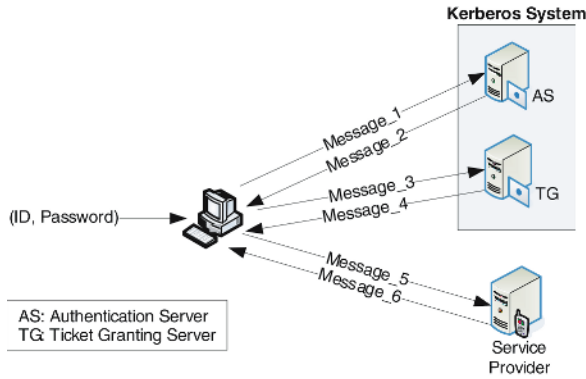 Kerberos System
Message_1
AS
Message_2
Message_3
TG
Message_4
(ID, Password)
Message_5
Message_6
AS: Authentication Server
TG: Ticket Granting Server
Service
Provider